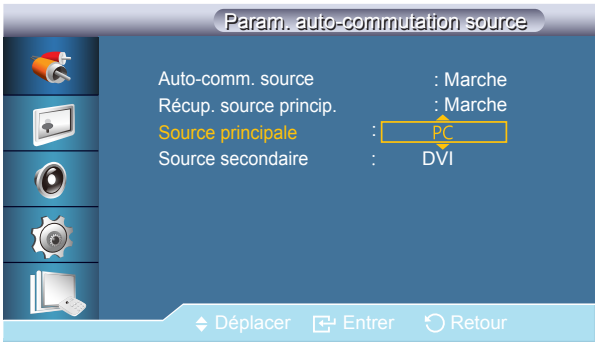 Param. auto-commutation source
Auto-comm. source : Marche
Récup. source princip. : Marche
Source principale : PC
Source secondaire : DVI
Déplacer Entrer Retour